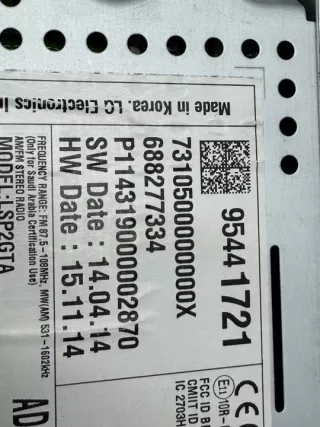 Made in Korea. LG Electronics
95441721
7310500000000X
688277334
P114319000002870
SW Date : 14.04.14
HW Date : 15.11.14
FREQUENCY RANGE: FM 87.5-108MHz, MW(AM) 531-1602kHz
(Only for Saudi Arabia Certification Use)
AM/FM STEREO RADIO
MODEL: LSP2GTA
CE
E11 10R-
FCC ID
CMIIT ID
IC 2703H
AD